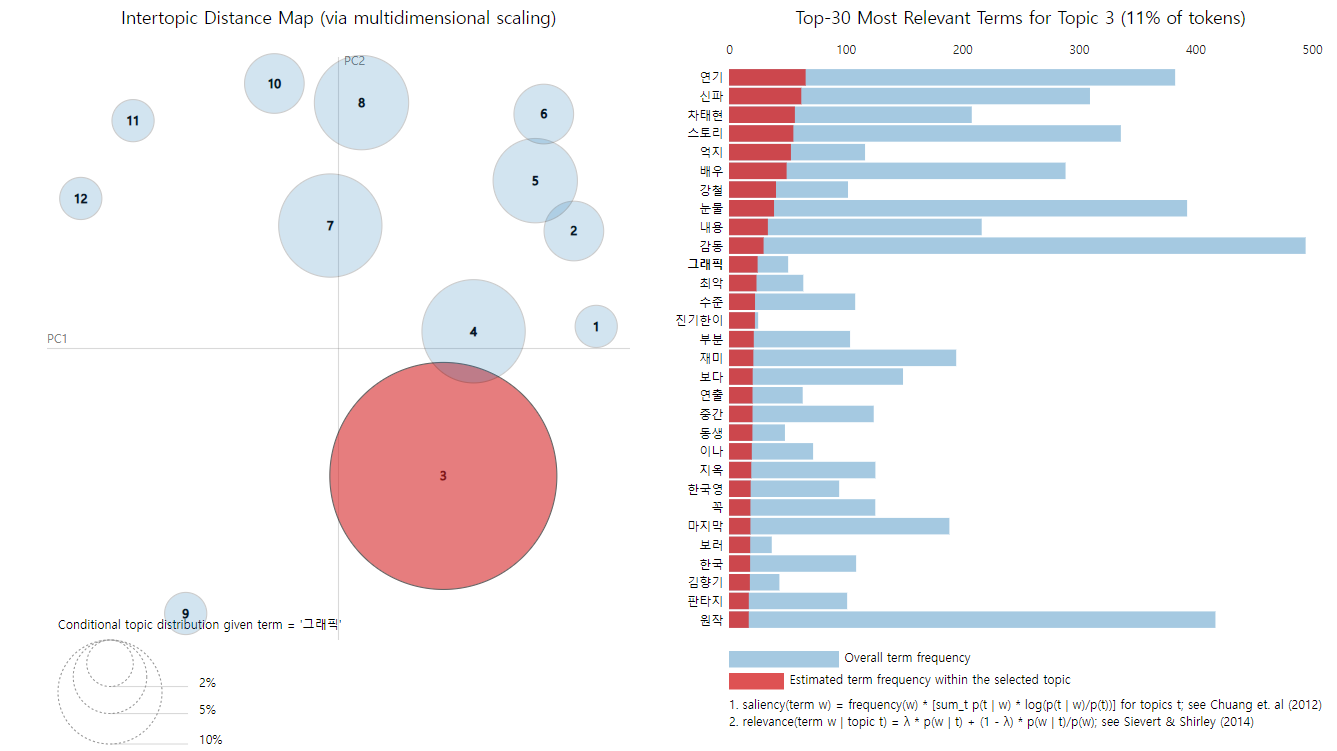 Intertopic Distance Map (via multidimensional scaling)
PC2
PC1
10
8
6
11
5
12
7
2
4
1
3
9
Conditional topic distribution given term = '그래픽'
2%
5%
10%
Top-30 Most Relevant Terms for Topic 3 (11% of tokens)
0 100 200 300 400 500
연기
신파
차태현
스토리
억지
배우
강철
눈물
내용
감동
그래픽
최악
수준
진기한이
부분
재미
보다
연출
중간
동생
이나
지옥
한국영
꼭
마지막
보러
한국
김향기
판타지
원작
Overall term frequency
Estimated term frequency within the selected topic
1. saliency(term w) = frequency(w) * [sum_t p(t | w) * log(p(t | w)/p(t))] for topics t; see Chuang et. al (2012)
2. relevance(term w | topic t) = λ * p(w | t) + (1 - λ) * p(w | t)/p(w); see Sievert & Shirley (2014)